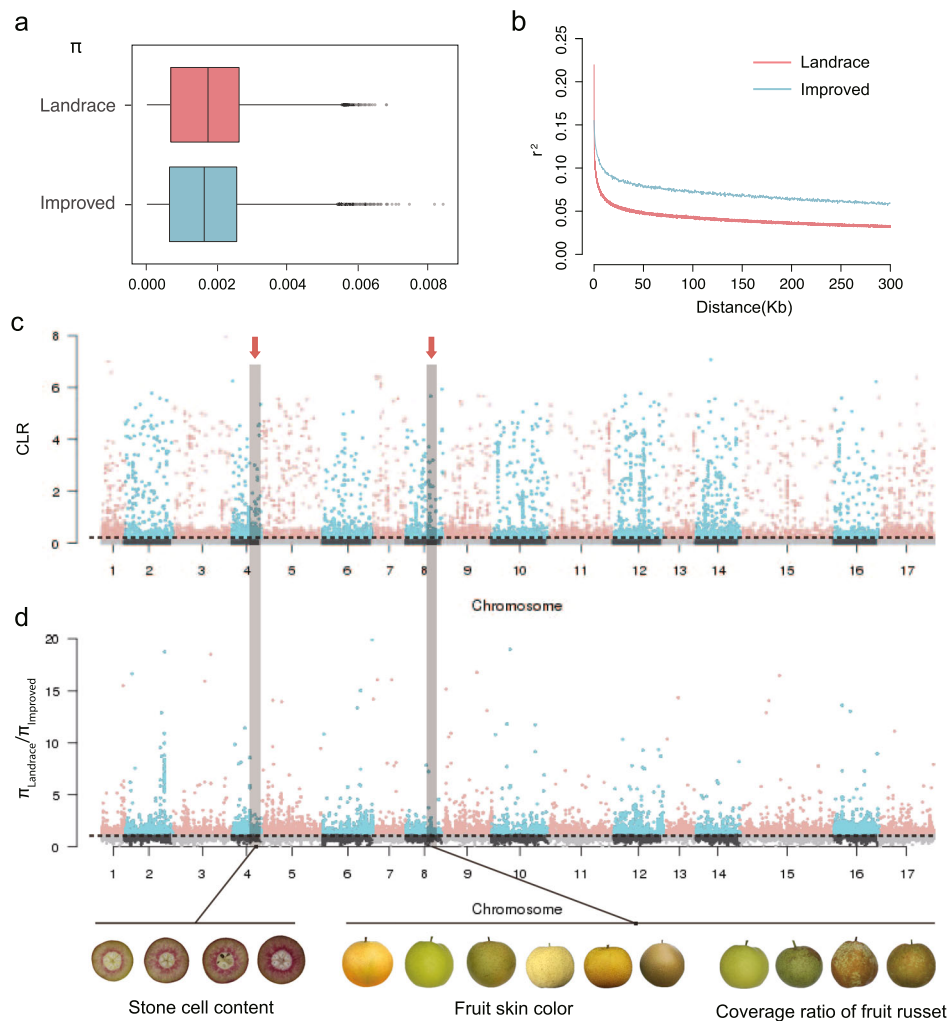 a
π
Landrace
Improved
0.000 0.002 0.004 0.006 0.008
b
0.25
0.20
0.15
0.10
0.05
0.00
r²
Landrace
Improved
0 50 100 150 200 250 300
Distance(Kb)
c
8
6
4
2
0
CLR
1 2 3 4 5 6 7 8 9 10 11 12 13 14 15 16 17
Chromosome
d
20
15
10
5
0
πLandrace/πImproved
1 2 3 4 5 6 7 8 9 10 11 12 13 14 15 16 17
Chromosome
Stone cell content
Fruit skin color
Coverage ratio of fruit russet